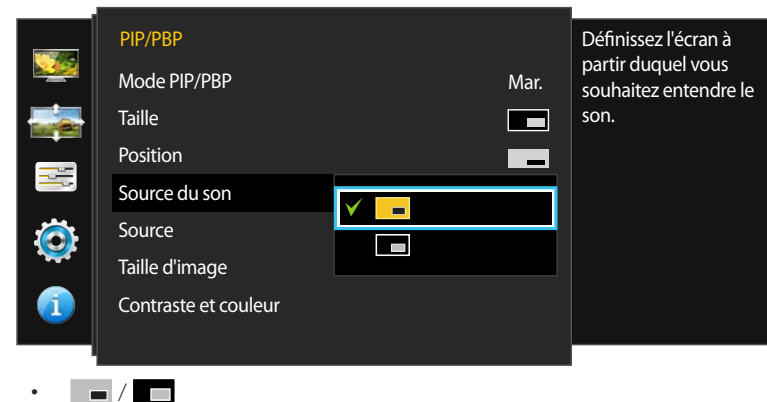 PIP/PBP
Mode PIP/PBP Mar.
Taille
Position
Source du son
Source
Taille d'image
Contraste et couleur
Définissez l'écran à
partir duquel vous
souhaitez entendre le
son.
• /